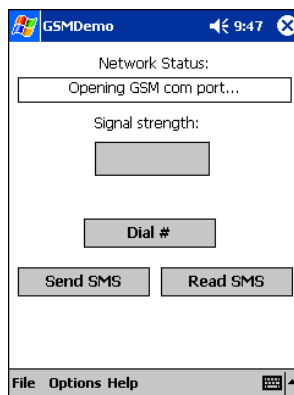 GSMDemo 9:47
Network Status:
Opening GSM com port...
Signal strength:
Dial #
Send SMS Read SMS
File Options Help